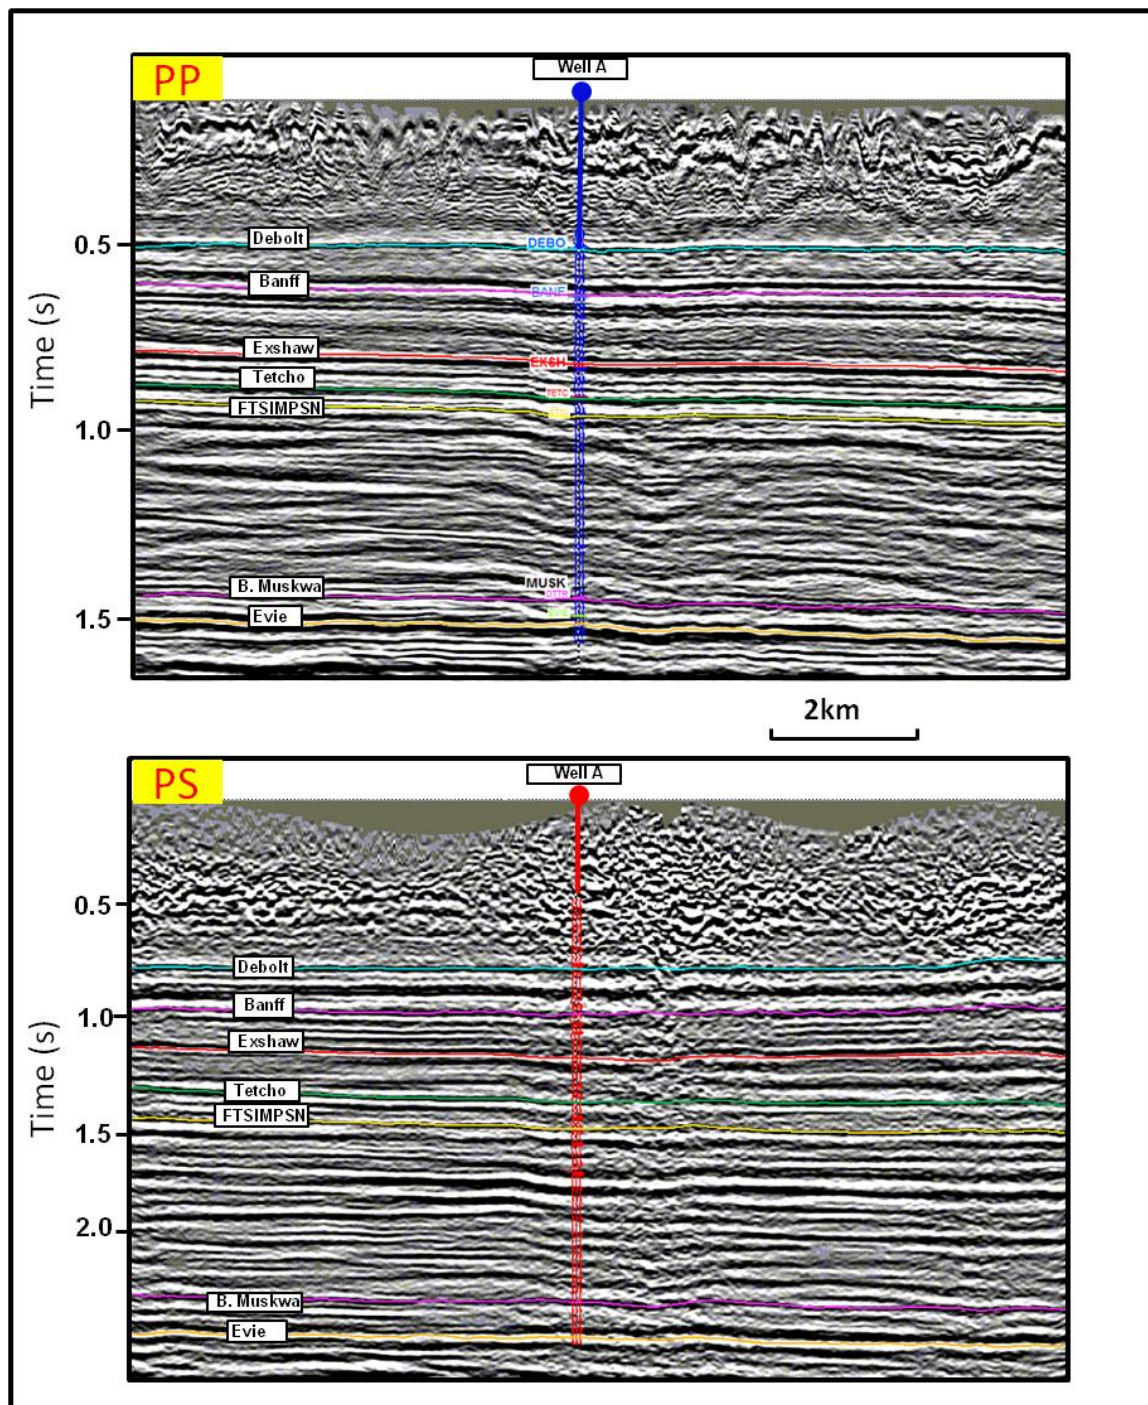 PP
Well A
Time (s)
0.5
1.0
1.5
Debolt
DEBO
Banff
BANF
Exshaw
EXSH
Tetcho
TETC
FTSIMPSN
MUSK
B. Muskwa
OTTR
Evie
2km
PS
Well A
Time (s)
0.5
1.0
1.5
2.0
Debolt
Banff
Exshaw
Tetcho
FTSIMPSN
B. Muskwa
Evie